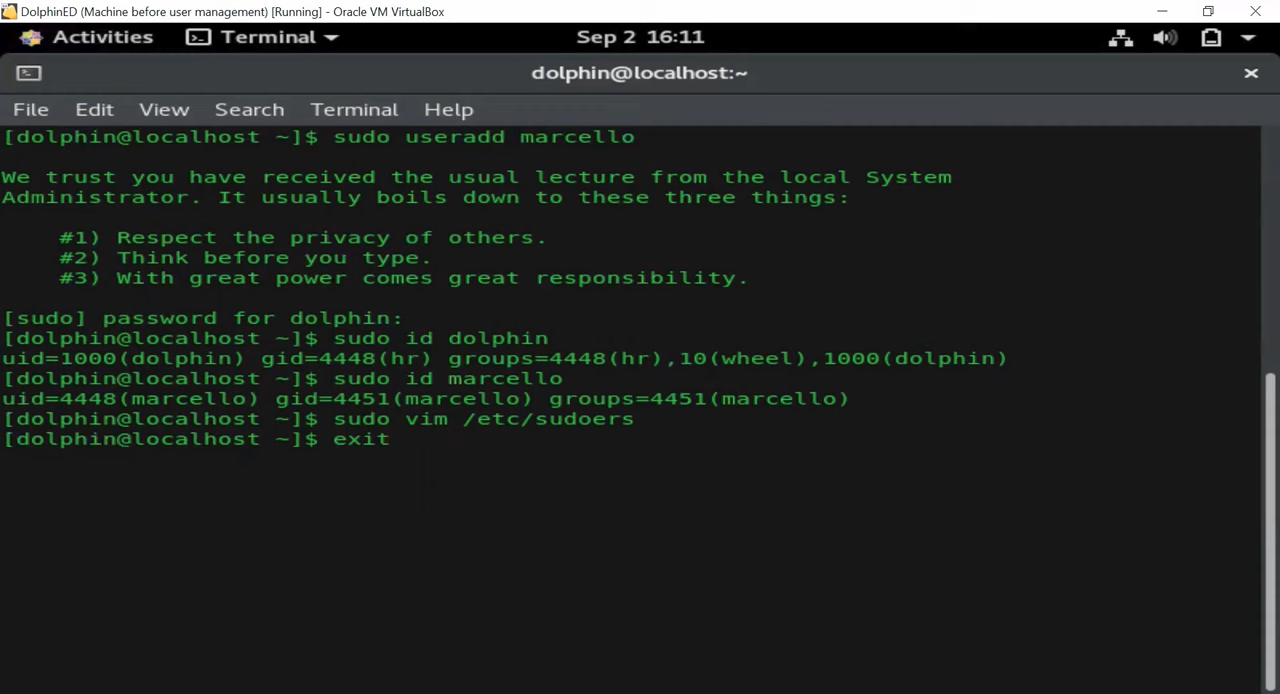 DolphinED (Machine before user management) [Running] - Oracle VM VirtualBox
Activities Terminal Sep 2 16:11
dolphin@localhost:~
File Edit View Search Terminal Help
[dolphin@localhost ~]$ sudo useradd marcello
We trust you have received the usual lecture from the local System
Administrator. It usually boils down to these three things:
#1) Respect the privacy of others.
#2) Think before you type.
#3) With great power comes great responsibility.
[sudo] password for dolphin:
[dolphin@localhost ~]$ sudo id dolphin
uid=1000(dolphin) gid=4448(hr) groups=4448(hr),10(wheel),1000(dolphin)
[dolphin@localhost ~]$ sudo id marcello
uid=4448(marcello) gid=4451(marcello) groups=4451(marcello)
[dolphin@localhost ~]$ sudo vim /etc/sudoers
[dolphin@localhost ~]$ exit